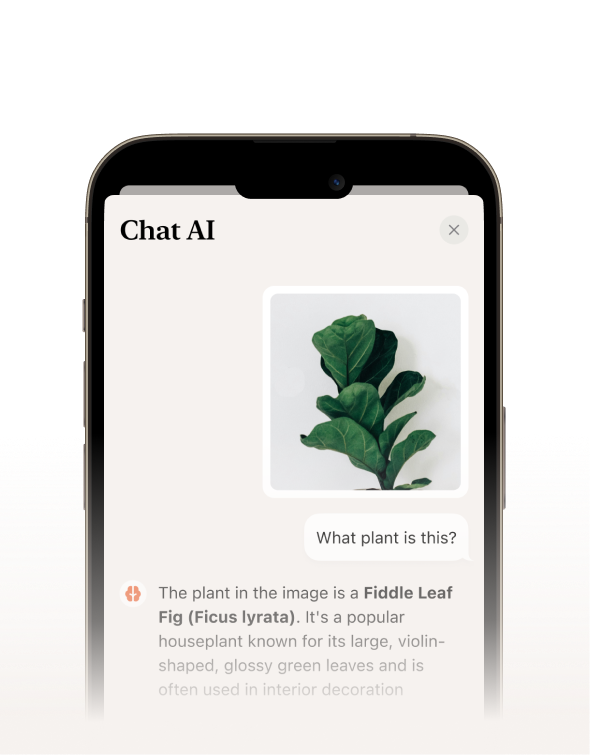 Chat AI
What plant is this?
The plant in the image is a Fiddle Leaf
Fig (Ficus lyrata). It's a popular
houseplant known for its large, violin-
shaped, glossy green leaves and is
often used in interior decoration